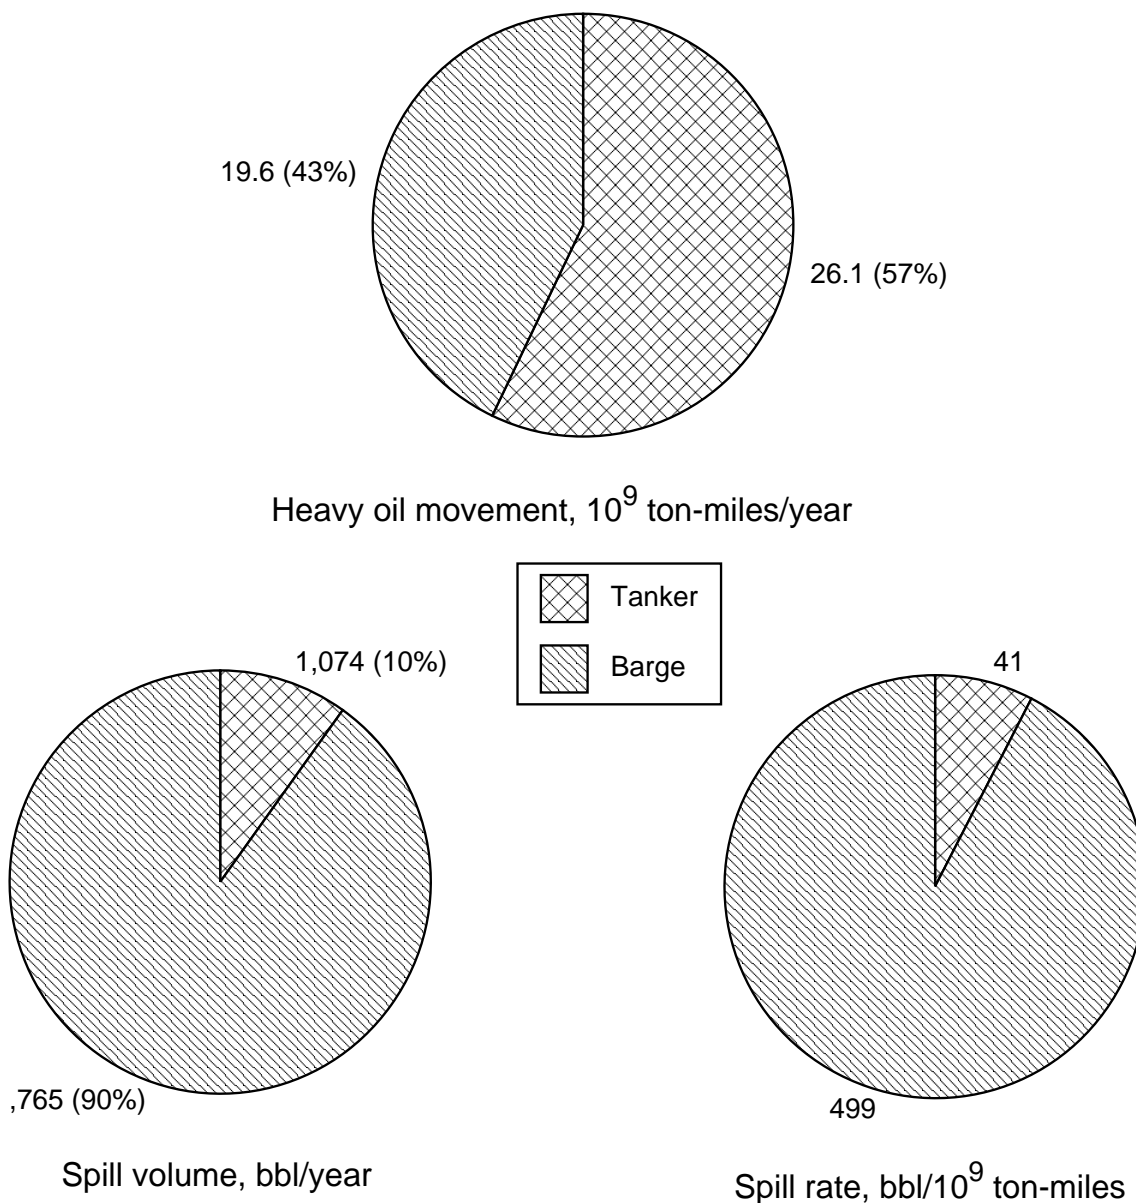 19.6 (43%)
26.1 (57%)
Heavy oil movement, 10⁹ ton-miles/year
Tanker
Barge
1,074 (10%)
,765 (90%)
Spill volume, bbl/year
41
499
Spill rate, bbl/10⁹ ton-miles